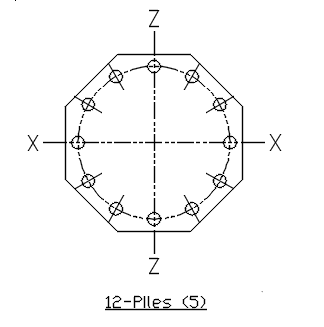 Z
X X
Z
12-PIles (5)